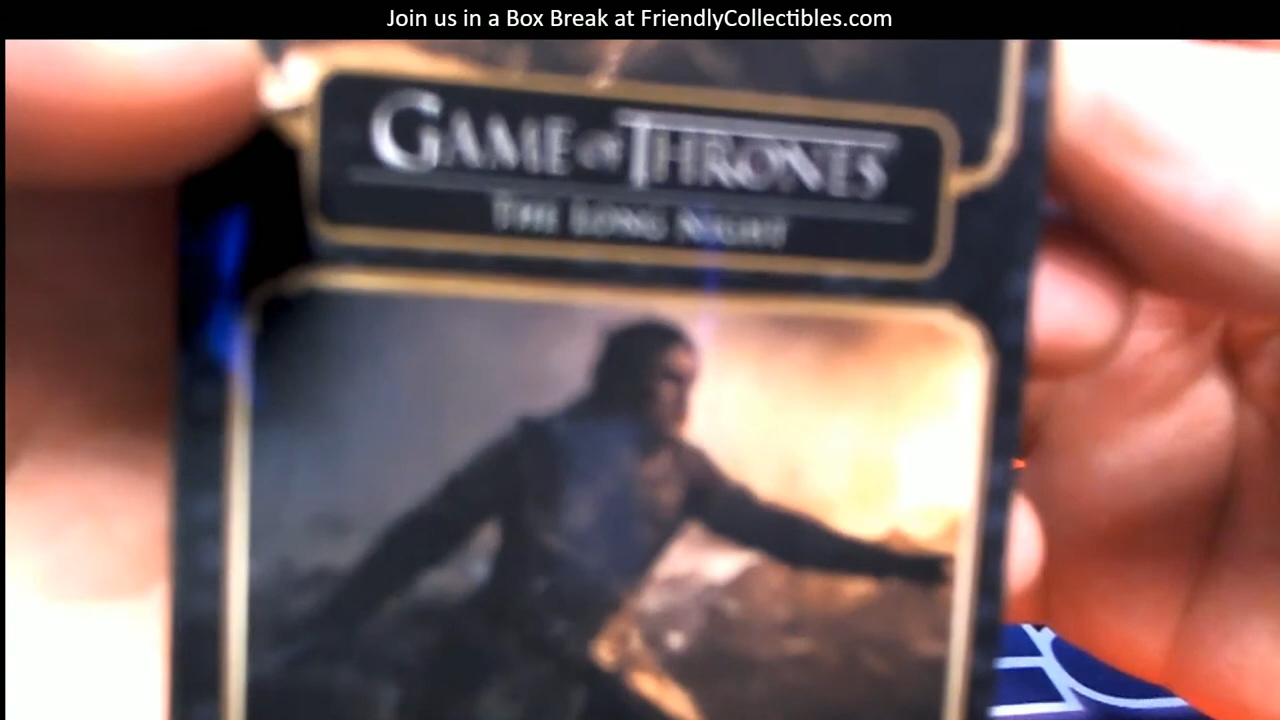 Join us in a Box Break at FriendlyCollectibles.com
GAME OF THRONES
THE LONG NIGHT